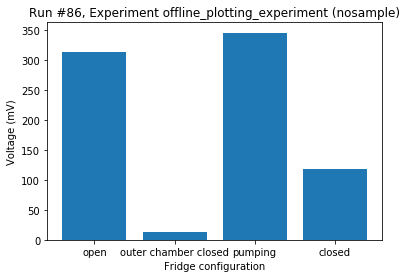 Run #86, Experiment offline_plotting_experiment (nosample)
Voltage (mV)
350
300
250
200
150
100
50
0
open outer chamber closed pumping closed
Fridge configuration